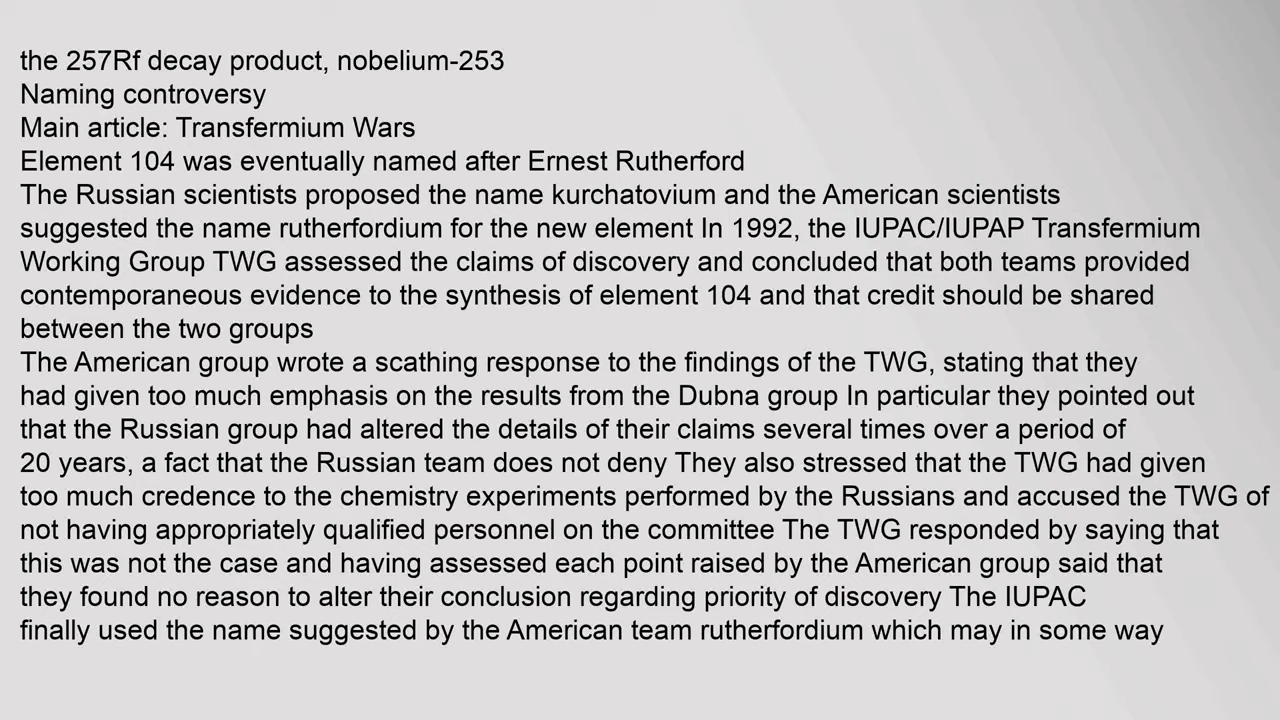 the 257Rf decay product, nobelium-253
Naming controversy
Main article: Transfermium Wars
Element 104 was eventually named after Ernest Rutherford
The Russian scientists proposed the name kurchatovium and the American scientists
suggested the name rutherfordium for the new element In 1992, the IUPAC/IUPAP Transfermium
Working Group TWG assessed the claims of discovery and concluded that both teams provided
contemporaneous evidence to the synthesis of element 104 and that credit should be shared
between the two groups
The American group wrote a scathing response to the findings of the TWG, stating that they
had given too much emphasis on the results from the Dubna group In particular they pointed out
that the Russian group had altered the details of their claims several times over a period of
20 years, a fact that the Russian team does not deny They also stressed that the TWG had given
too much credence to the chemistry experiments performed by the Russians and accused the TWG of
not having appropriately qualified personnel on the committee The TWG responded by saying that
this was not the case and having assessed each point raised by the American group said that
they found no reason to alter their conclusion regarding priority of discovery The IUPAC
finally used the name suggested by the American team rutherfordium which may in some way